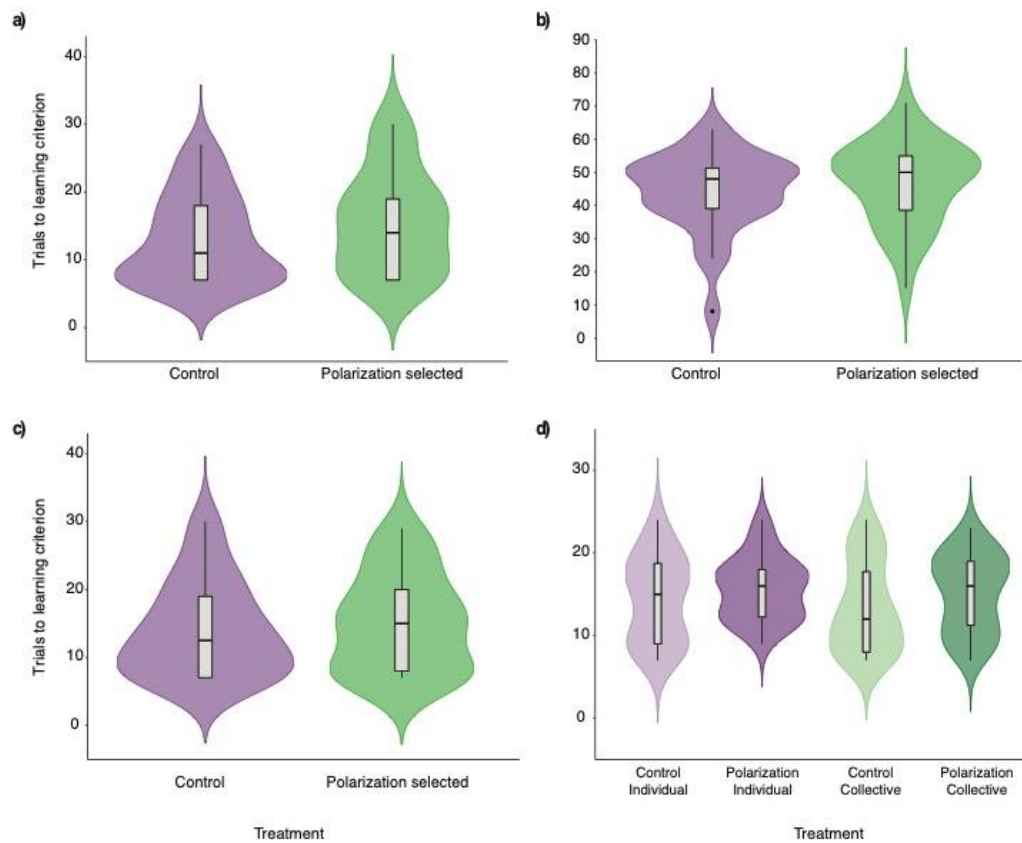 a)
Trials to learning criterion
40
30
20
10
0
Control
Polarization selected
b)
90
80
70
60
50
40
30
20
10
0
Control
Polarization selected
c)
Trials to learning criterion
40
30
20
10
0
Control
Polarization selected
Treatment
d)
30
20
10
0
Control
Individual
Polarization
Individual
Control
Collective
Polarization
Collective
Treatment